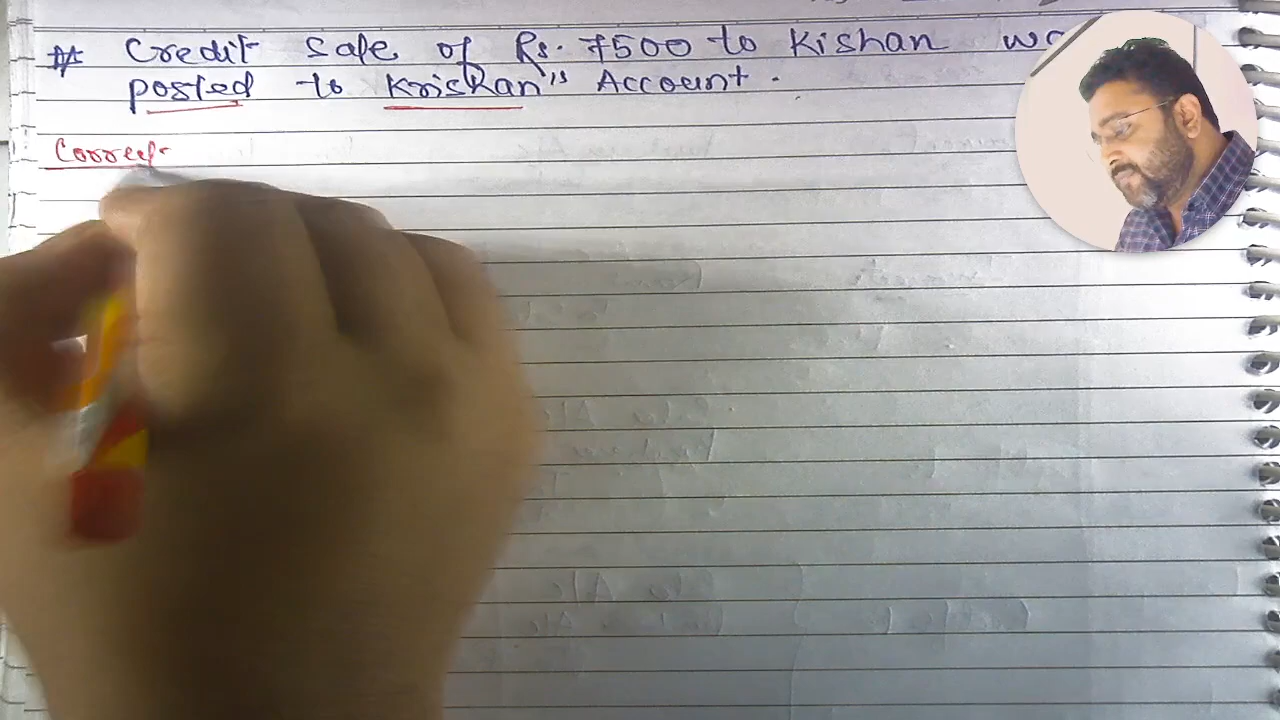 Credit Sale of Rs. 7500 to Kishan
posted to Krishan's Account.
Correct